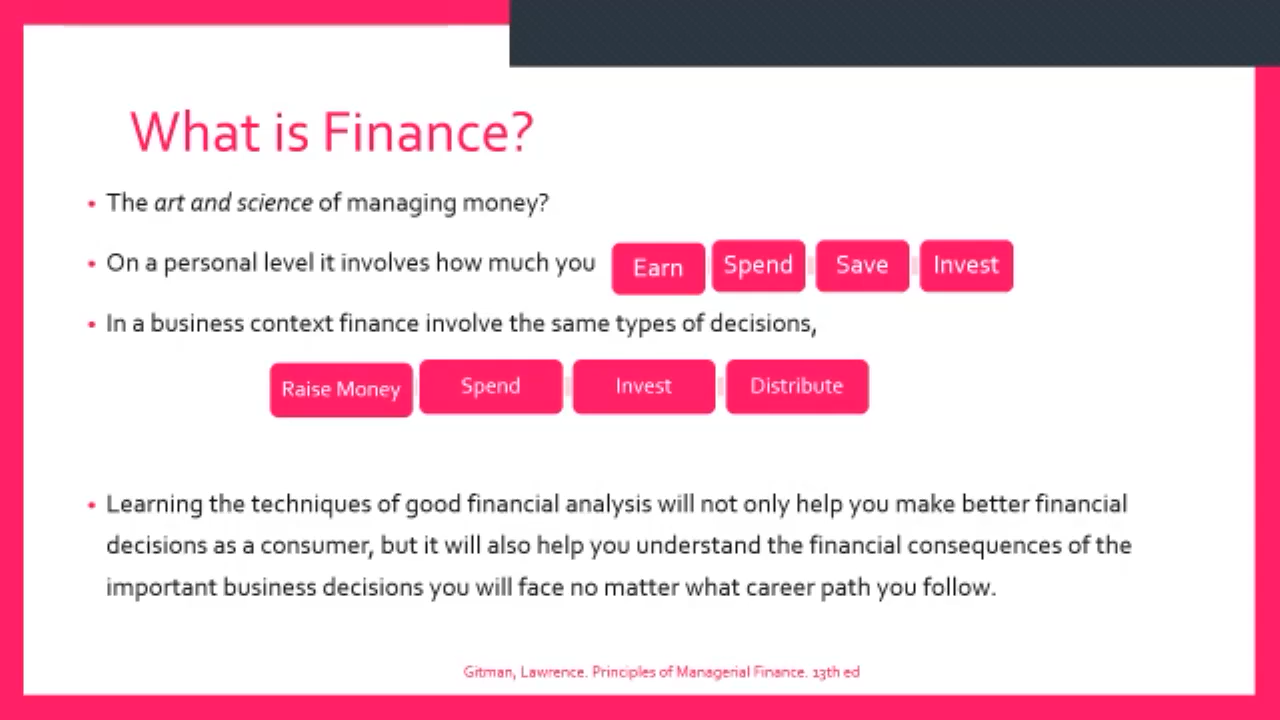 What is Finance?
• The art and science of managing money?
• On a personal level it involves how much you Earn Spend Save Invest
• In a business context finance involve the same types of decisions,
Raise Money Spend Invest Distribute
• Learning the techniques of good financial analysis will not only help you make better financial
decisions as a consumer, but it will also help you understand the financial consequences of the
important business decisions you will face no matter what career path you follow.
Gitman, Lawrence. Principles of Managerial Finance. 13th ed